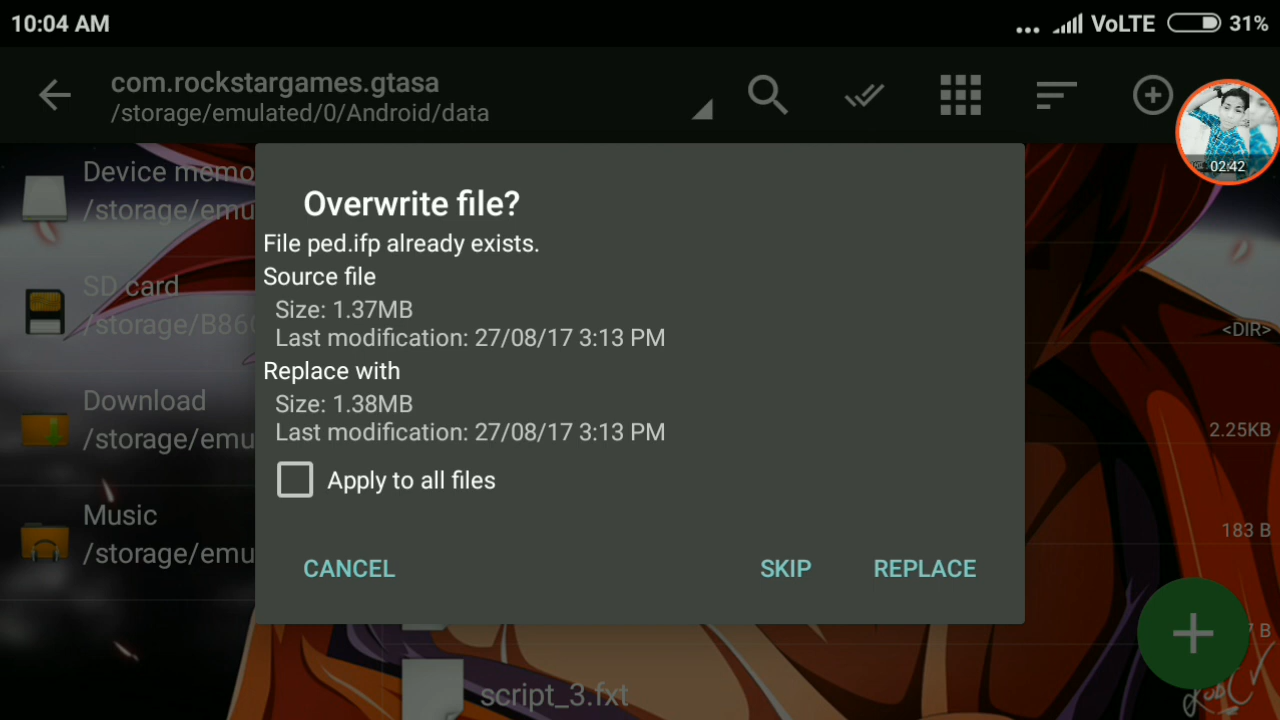 10:04 AM
... VoLTE 31%
com.rockstargames.gtasa
/storage/emulated/0/Android/data
02:42
Device memo
/storage/emu
SD card
/storage/B860
<DIR>
Download
/storage/emu
2.25KB
Music
/storage/emu
183 B
Overwrite file?
File ped.ifp already exists.
Source file
Size: 1.37MB
Last modification: 27/08/17 3:13 PM
Replace with
Size: 1.38MB
Last modification: 27/08/17 3:13 PM
Apply to all files
CANCEL SKIP REPLACE
B
script_3.fxt